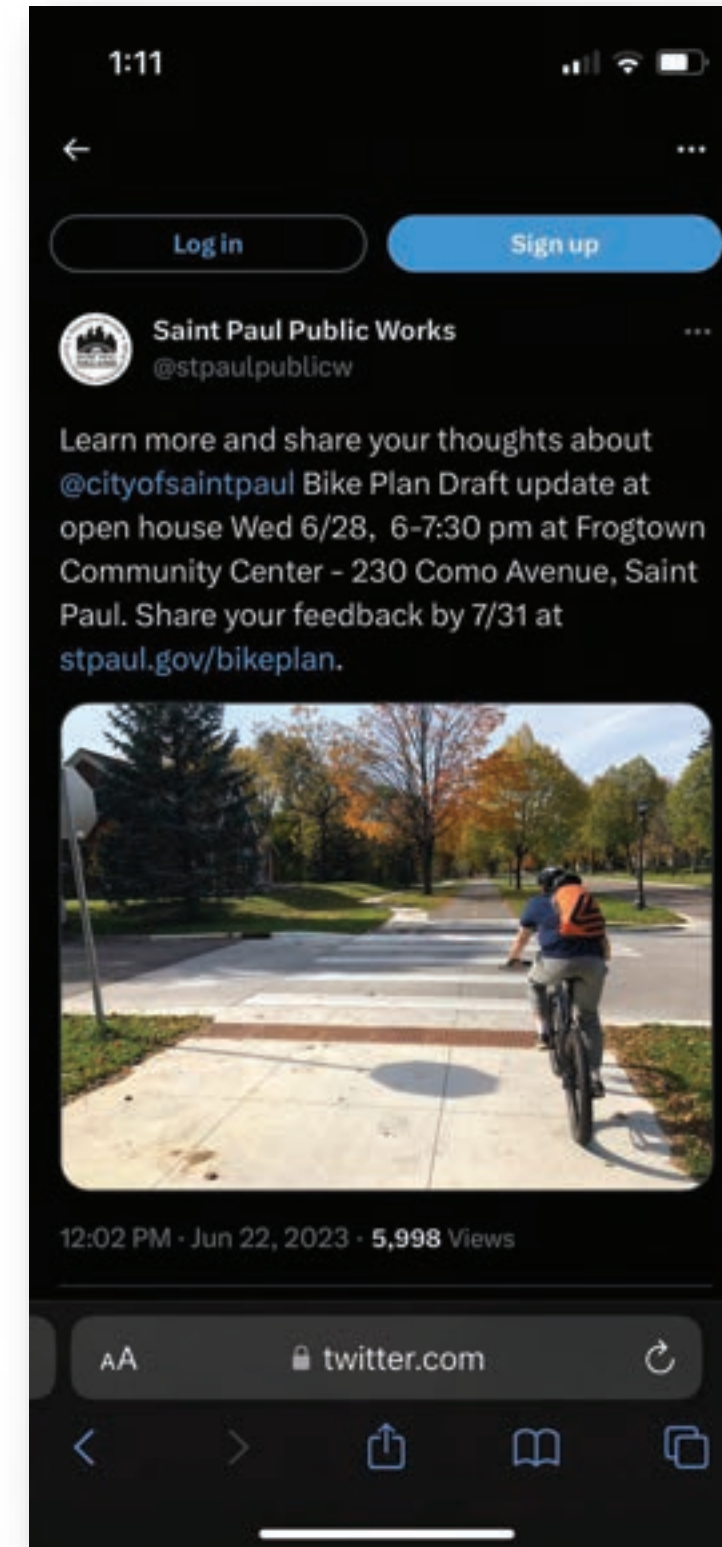 1:11
Log in
Sign up
Saint Paul Public Works
@stpaulpublicw
Learn more and share your thoughts about
@cityofsaintpaul Bike Plan Draft update at
open house Wed 6/28, 6-7:30 pm at Frogtown
Community Center - 230 Como Avenue, Saint
Paul. Share your feedback by 7/31 at
stpaul.gov/bikeplan.
12:02 PM · Jun 22, 2023 · 5,998 Views
AA
twitter.com